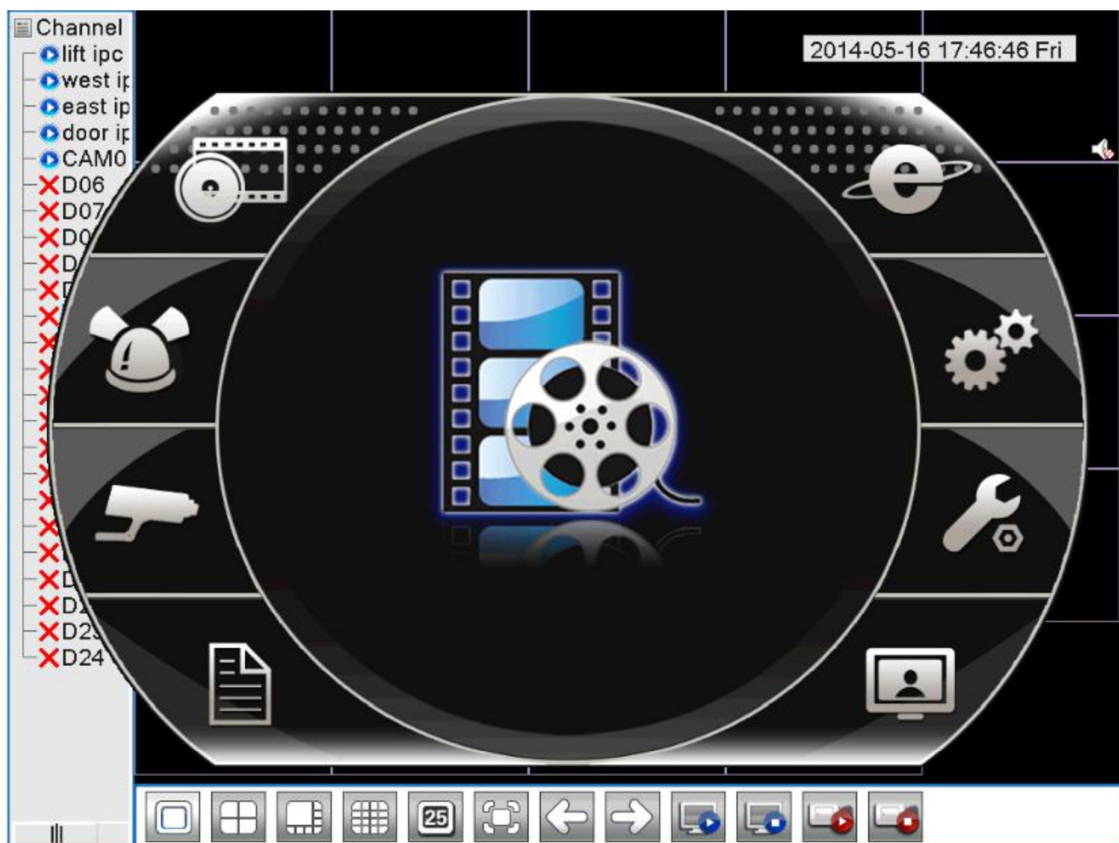 Channel
lift ipc
west ip
east ip
door ip
CAM0
D06
D07
D24
2014-05-16 17:46:46 Fri
25